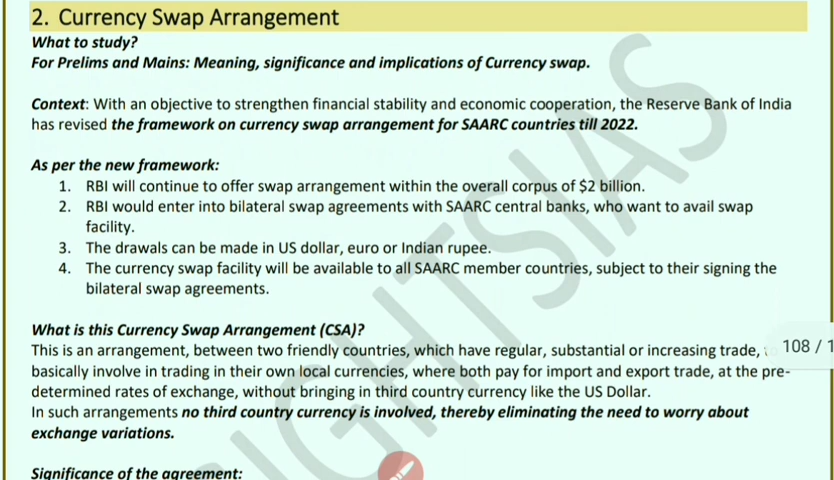 2. Currency Swap Arrangement
What to study?
For Prelims and Mains: Meaning, significance and implications of Currency swap.
Context: With an objective to strengthen financial stability and economic cooperation, the Reserve Bank of India
has revised the framework on currency swap arrangement for SAARC countries till 2022.
As per the new framework:
1. RBI will continue to offer swap arrangement within the overall corpus of $2 billion.
2. RBI would enter into bilateral swap agreements with SAARC central banks, who want to avail swap
facility.
3. The drawals can be made in US dollar, euro or Indian rupee.
4. The currency swap facility will be available to all SAARC member countries, subject to their signing the
bilateral swap agreements.
What is this Currency Swap Arrangement (CSA)?
This is an arrangement, between two friendly countries, which have regular, substantial or increasing trade,
108 / 1
basically involve in trading in their own local currencies, where both pay for import and export trade, at the pre-
determined rates of exchange, without bringing in third country currency like the US Dollar.
In such arrangements no third country currency is involved, thereby eliminating the need to worry about
exchange variations.
Significance of the agreement:
IGHTSIAS